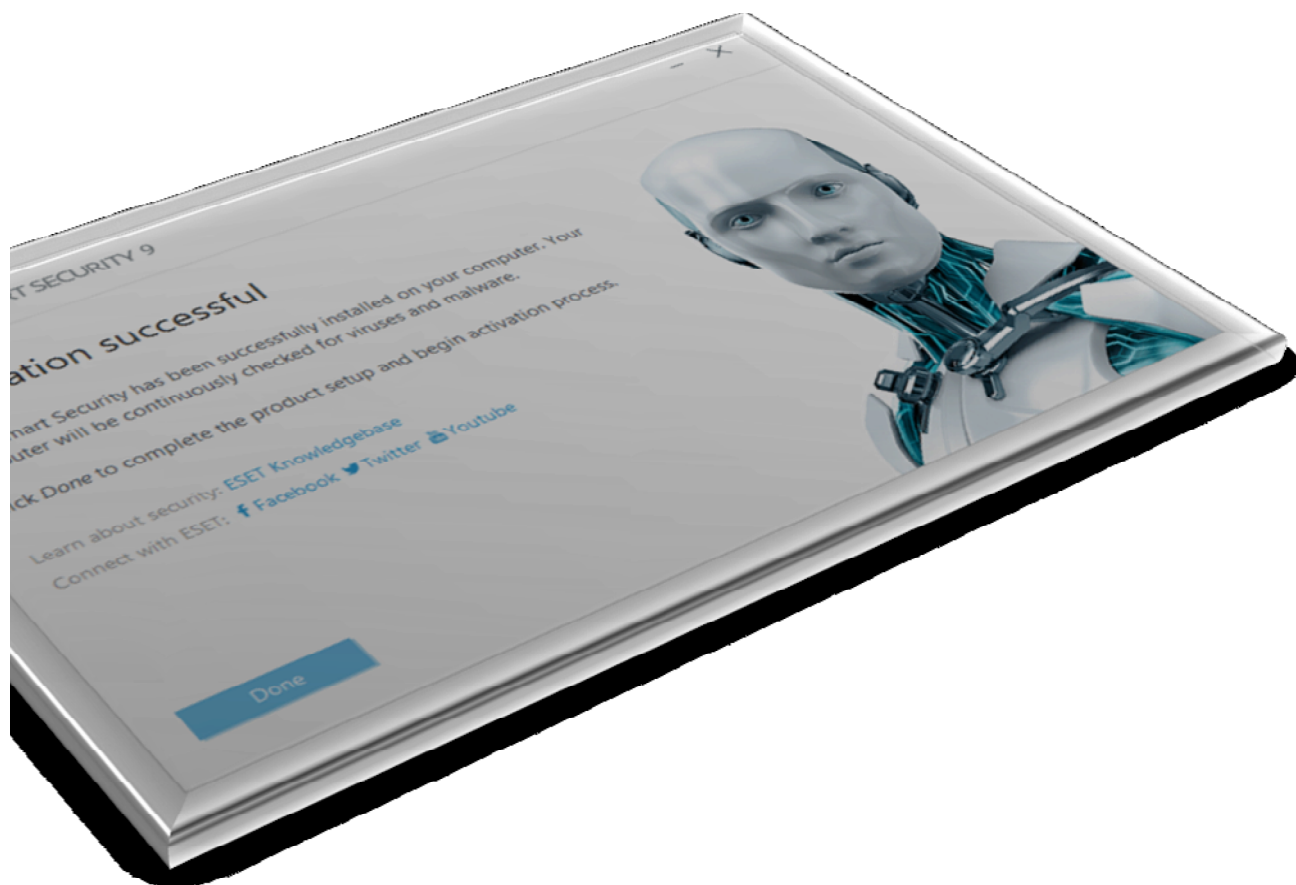 T SECURITY 9
ation successful
mart Security has been successfully installed on your computer. Your
uter will be continuously checked for viruses and malware.
ick Done to complete the product setup and begin activation process.
Learn about security: ESET Knowledgebase
Connect with ESET: Facebook Twitter Youtube
Done